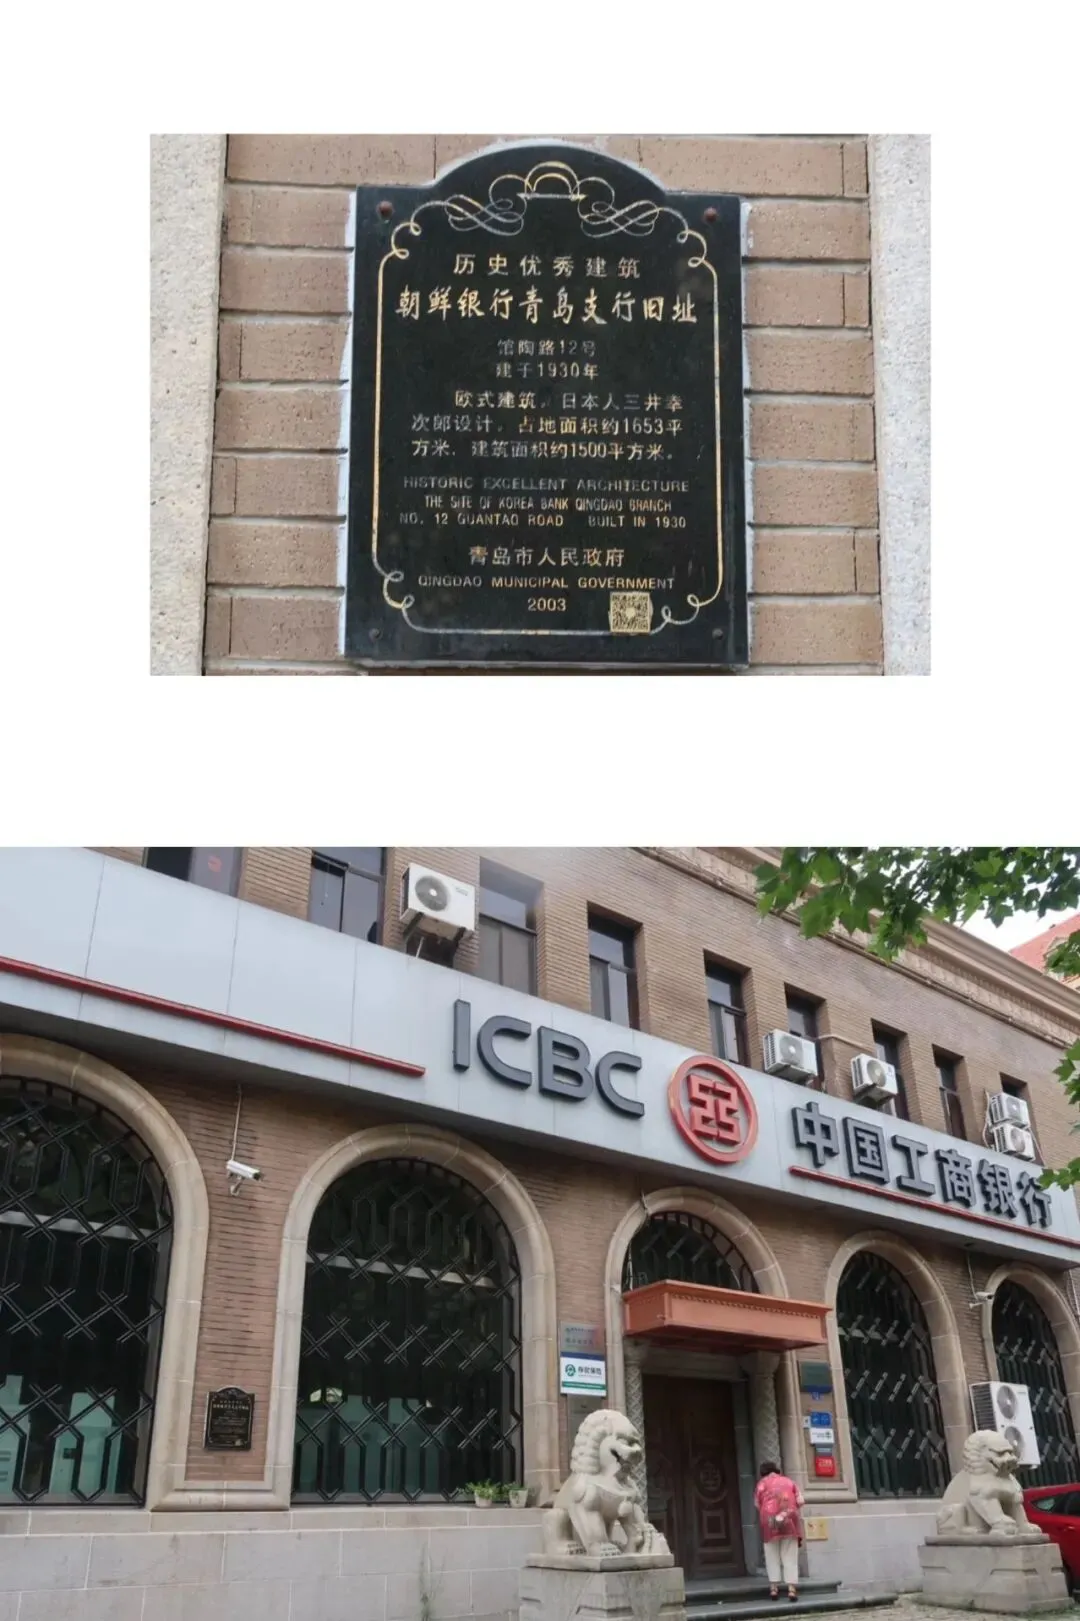 历史优秀建筑
朝鲜银行青岛支行旧址
馆陶路12号
建于1930年
欧式建筑。日本人三井幸
次郎设计。占地面积约1653平
方米，建筑面积约1500平方米。
HISTORIC EXCELLENT ARCHITECTURE
THE SITE OF KOREA BANK QINGDAO BRANCH
NO. 12 GUANTAO ROAD BUILT IN 1930
青岛市人民政府
QINGDAO MUNICIPAL GOVERNMENT
2003
ICBC 中国工商银行
存款保险